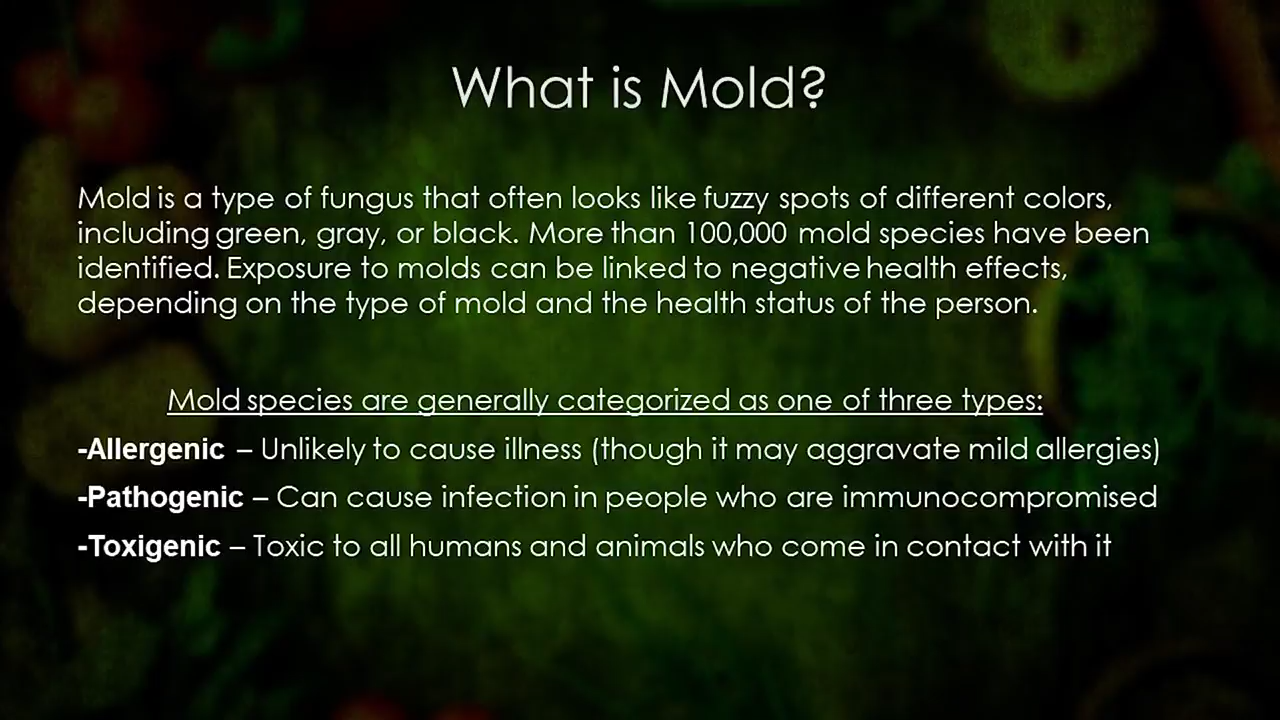 What is Mold?
Mold is a type of fungus that often looks like fuzzy spots of different colors,
including green, gray, or black. More than 100,000 mold species have been
identified. Exposure to molds can be linked to negative health effects,
depending on the type of mold and the health status of the person.
Mold species are generally categorized as one of three types:
-Allergenic – Unlikely to cause illness (though it may aggravate mild allergies)
-Pathogenic – Can cause infection in people who are immunocompromised
-Toxigenic – Toxic to all humans and animals who come in contact with it